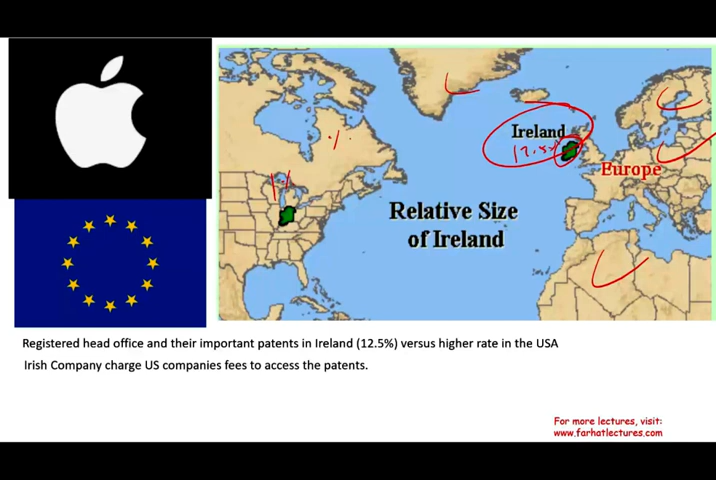 Ireland
12.5%
Europe
Relative Size
of Ireland
Registered head office and their important patents in Ireland (12.5%) versus higher rate in the USA
Irish Company charge US companies fees to access the patents.
For more lectures, visit:
www.farhatlectures.com